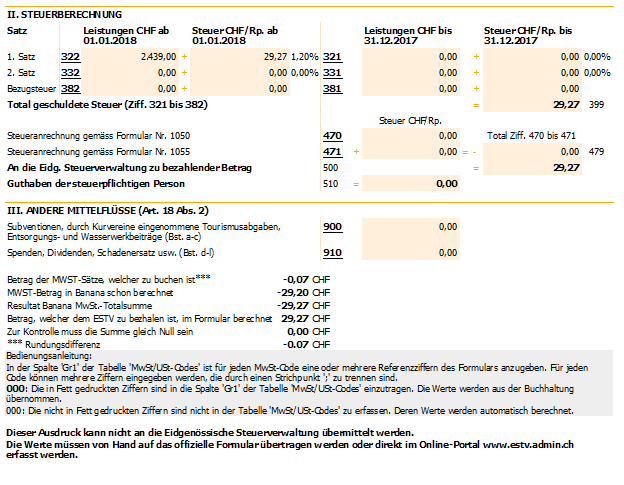 II. STEUERBERECHNUNG
Satz Leistungen CHF ab 01.01.2018 Steuer CHF/Rp. ab 01.01.2018 Leistungen CHF bis 31.12.2017 Steuer CHF/Rp. bis 31.12.2017
1. Satz 322 2.439,00 + 29,27 1,20% 321 0,00 + 0,00 0,00%
2. Satz 332 0,00 + 0,00 0,00% 331 0,00 + 0,00 0,00%
Bezugsteuer 382 0,00 + 0,00 381 0,00 + 0,00
Total geschuldete Steuer (Ziff. 321 bis 382) = 29,27 399
Steuer CHF/Rp.
Steueranrechnung gemäss Formular Nr. 1050 470 0,00 Total Ziff. 470 bis 471
Steueranrechnung gemäss Formular Nr. 1055 471 + 0,00 = - 0,00 479
An die Eidg. Steuerverwaltung zu bezahlender Betrag 500 = 29,27
Guthaben der steuerpflichtigen Person 510 = 0,00
III. ANDERE MITTELFLÜSSE (Art. 18 Abs. 2)
Subventionen, durch Kurvereine eingenommene Tourismusabgaben, 900 0,00
Entsorgungs- und Wasserwerkbeiträge (Bst. a-c)
Spenden, Dividenden, Schadenersatz usw. (Bst. d-l) 910 0,00
Betrag der MWST-Sätze, welcher zu buchen ist*** -0,07 CHF
MWST-Betrag in Banana schon berechnet -29,20 CHF
Resultat Banana MwSt.-Totalsumme -29,27 CHF
Betrag, welcher dem ESTV zu bezhalen ist, im Formular berechnet 29,27 CHF
Zur Kontrolle muss die Summe gleich Null sein 0,00 CHF
*** Rundungsdifferenz -0.07 CHF
Bedienungsanleitung:
In der Spalte 'Gr1' der Tabelle 'MwSt/USt-Codes' ist für jeden MwSt-Code eine oder mehrere Referenzziffern des Formulars anzugeben. Für jeden
Code können mehrere Ziffern eingegeben werden, die durch einen Strichpunkt ';' zu trennen sind.
000: Die in Fett gedruckten Ziffern sind in die Spalte 'Gr1' der Tabelle 'MwSt/USt-Codes' einzutragen. Die Werte werden aus der Buchhaltung
übernommen.
000: Die nicht in Fett gedruckten Ziffern sind nicht in der Tabelle 'MwSt/USt-Codes' zu erfassen. Deren Werte werden automatisch berechnet.
Dieser Ausdruck kann nicht an die Eidgenössische Steuerverwaltung übermittelt werden.
Die Werte müssen von Hand auf das offizielle Formular übertragen werden oder direkt im Online-Portal www.estv.admin.ch
erfasst werden.